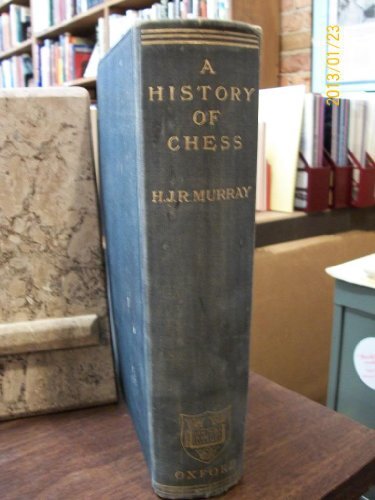 A
HISTORY
OF
CHESS
H.J.R. MURRAY
OXFORD
2013/01/23